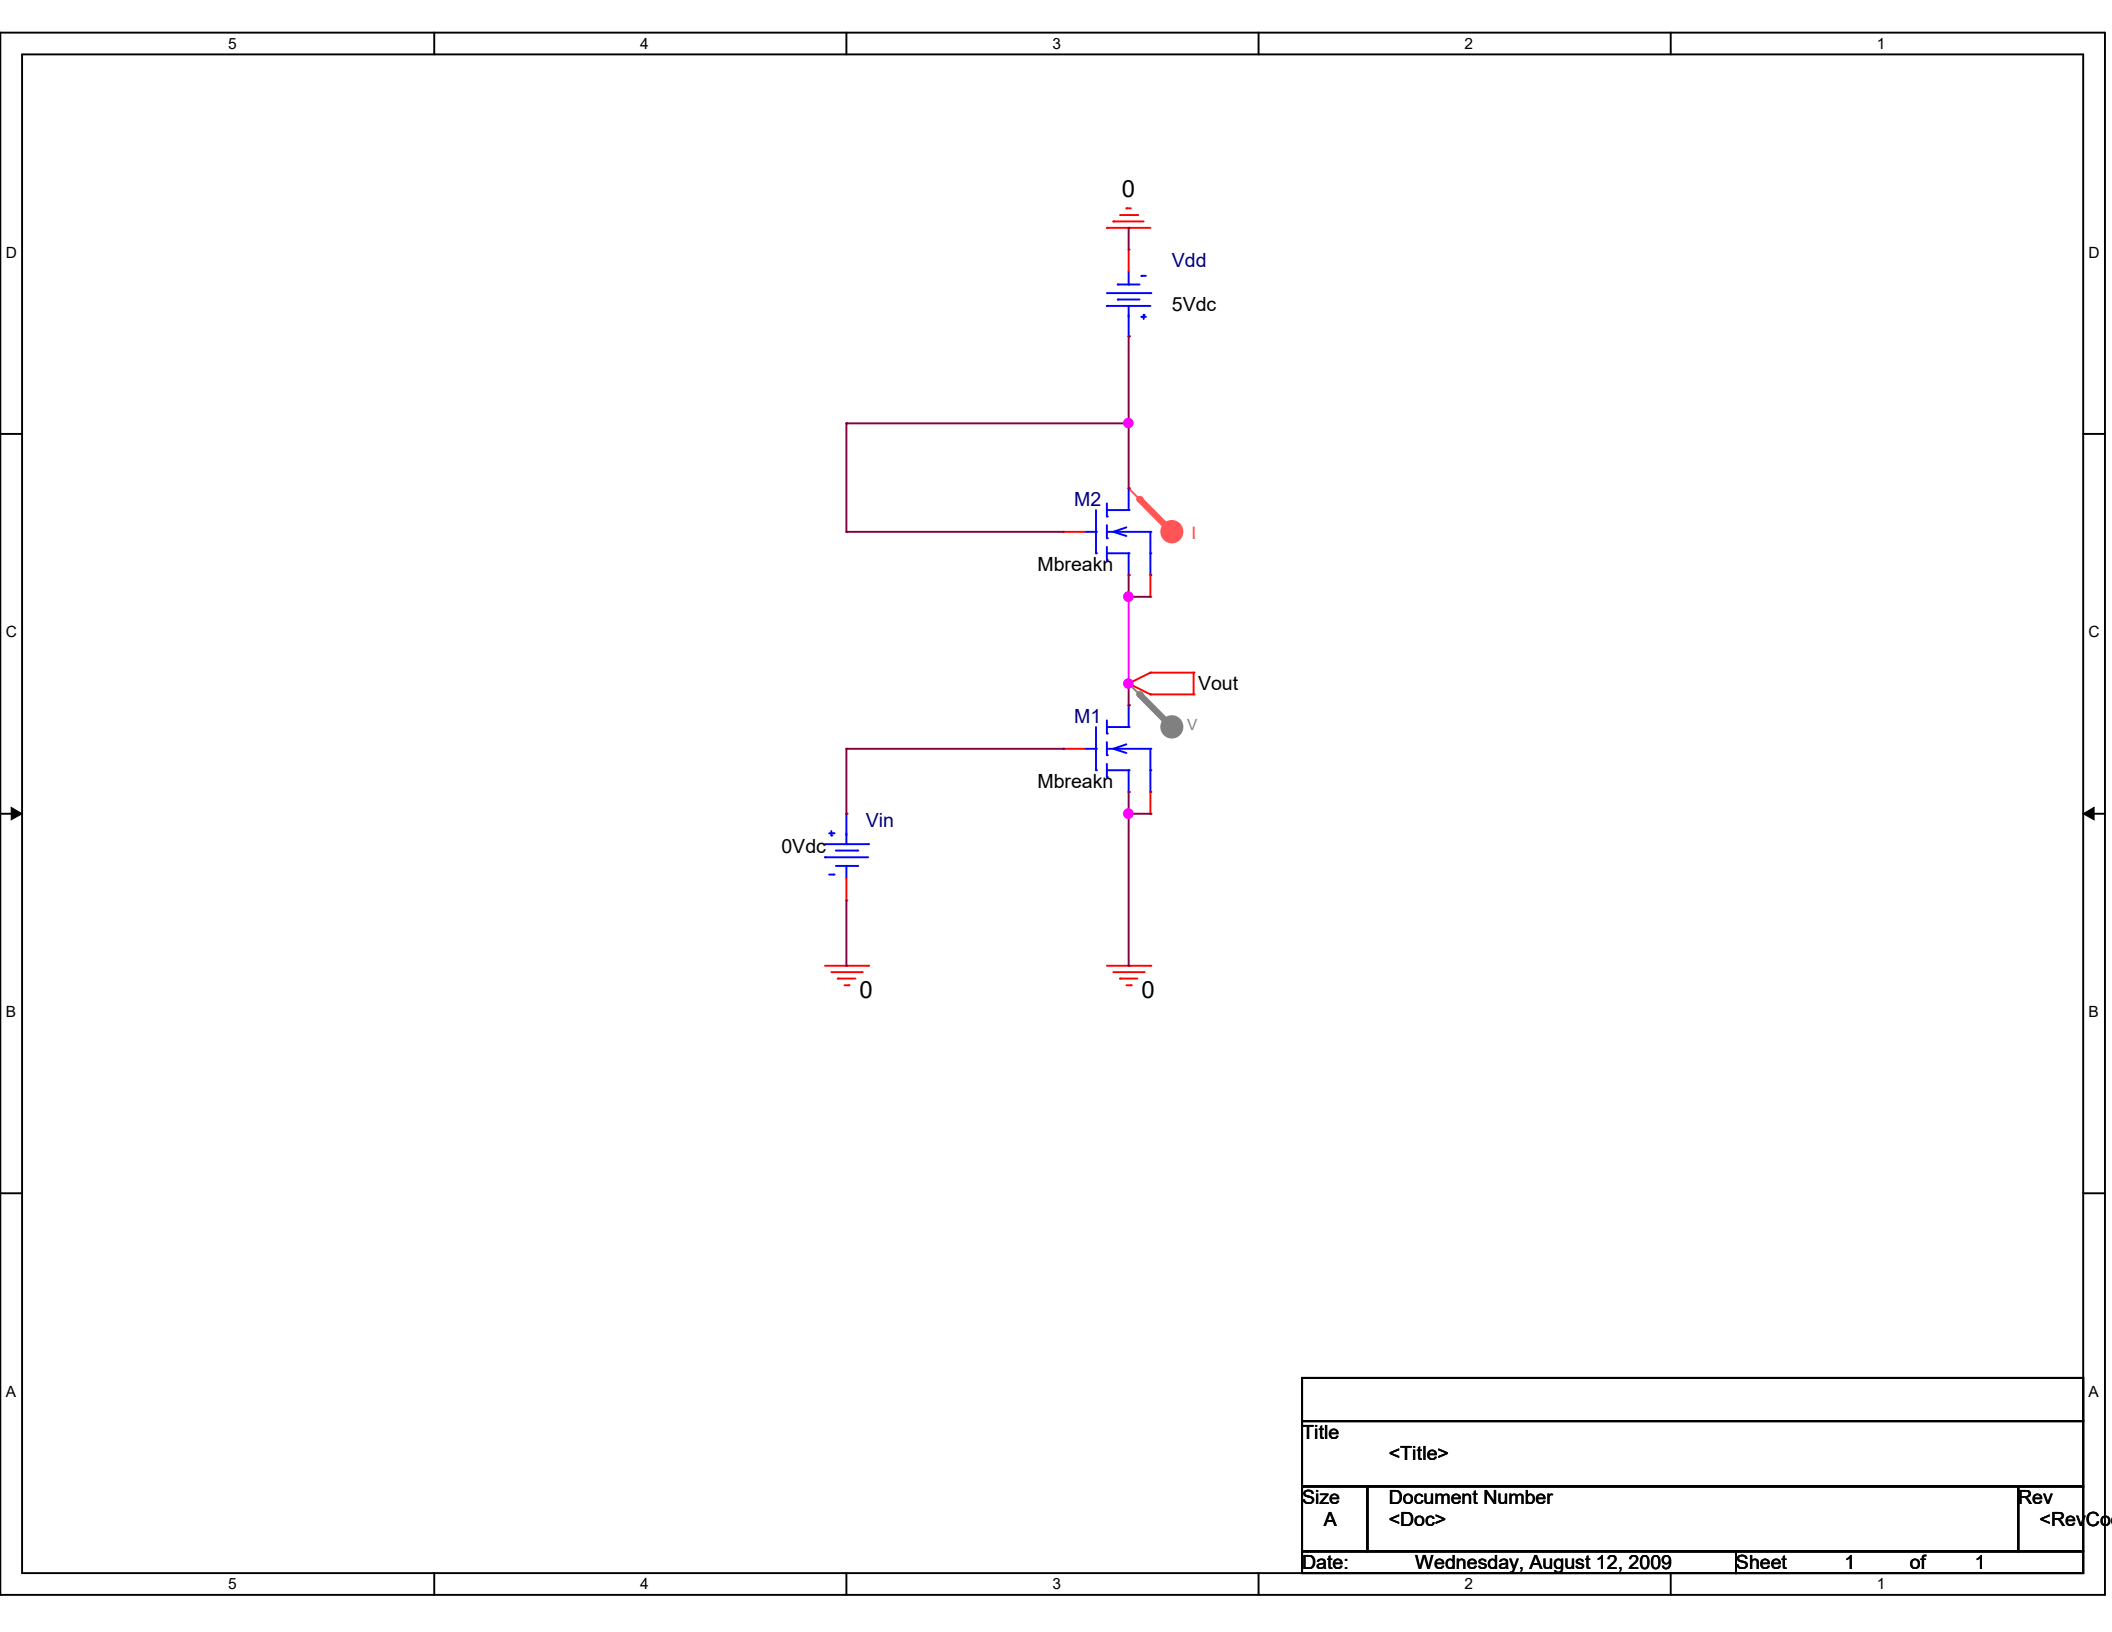 5 4 3 2 1
0
D D
Vdd
5Vdc
M2
I
Mbreakn
C C
Vout
M1
V
Mbreakn
Vin
0Vdc
0 0
B B
A A
Title
<Title>
Size Document Number Rev
A <Doc> <RevCo
Date: Wednesday, August 12, 2009 Sheet 1 of 1
5 4 3 2 1